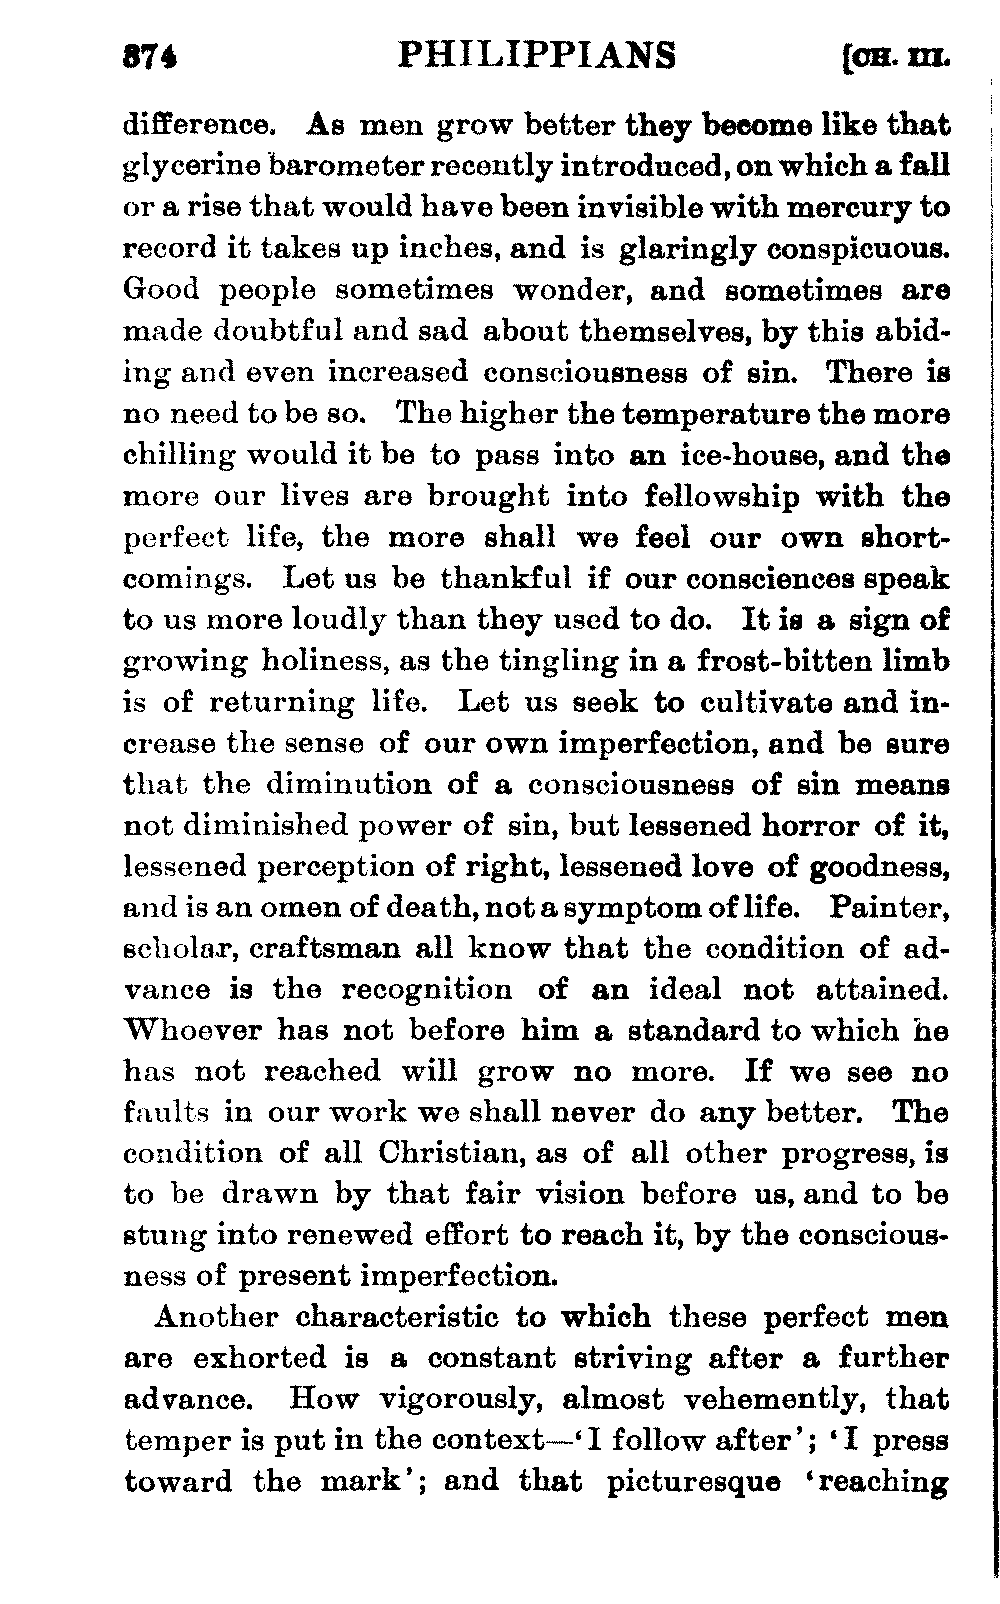 374 PHILIPPIANS [CH. III.
difference. As men grow better they become like that
glycerine barometer recently introduced, on which a fall
or a rise that would have been invisible with mercury to
record it takes up inches, and is glaringly conspicuous.
Good people sometimes wonder, and sometimes are
made doubtful and sad about themselves, by this abid-
ing and even increased consciousness of sin. There is
no need to be so. The higher the temperature the more
chilling would it be to pass into an ice-house, and the
more our lives are brought into fellowship with the
perfect life, the more shall we feel our own short-
comings. Let us be thankful if our consciences speak
to us more loudly than they used to do. It is a sign of
growing holiness, as the tingling in a frost-bitten limb
is of returning life. Let us seek to cultivate and in-
crease the sense of our own imperfection, and be sure
that the diminution of a consciousness of sin means
not diminished power of sin, but lessened horror of it,
lessened perception of right, lessened love of goodness,
and is an omen of death, not a symptom of life. Painter,
scholar, craftsman all know that the condition of ad-
vance is the recognition of an ideal not attained.
Whoever has not before him a standard to which he
has not reached will grow no more. If we see no
faults in our work we shall never do any better. The
condition of all Christian, as of all other progress, is
to be drawn by that fair vision before us, and to be
stung into renewed effort to reach it, by the conscious-
ness of present imperfection.
Another characteristic to which these perfect men
are exhorted is a constant striving after a further
advance. How vigorously, almost vehemently, that
temper is put in the context—‘I follow after’; ‘I press
toward the mark’; and that picturesque ‘reaching